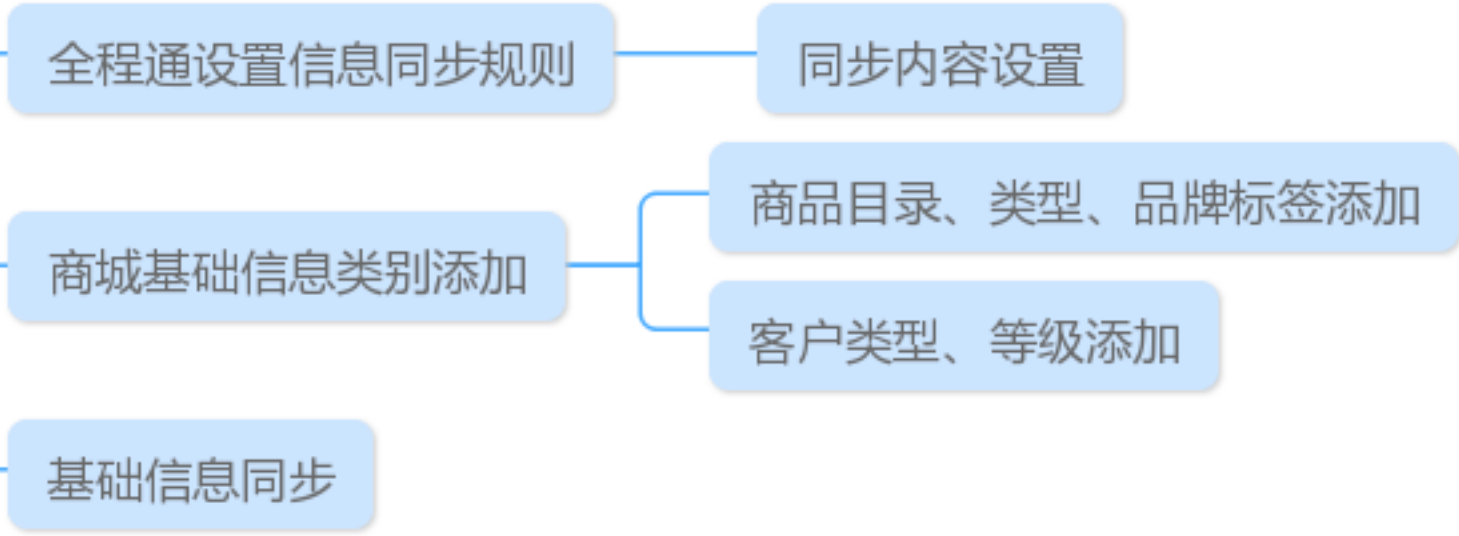 全程通设置信息同步规则
同步内容设置
商城基础信息类别添加
商品目录、类型、品牌标签添加
客户类型、等级添加
基础信息同步